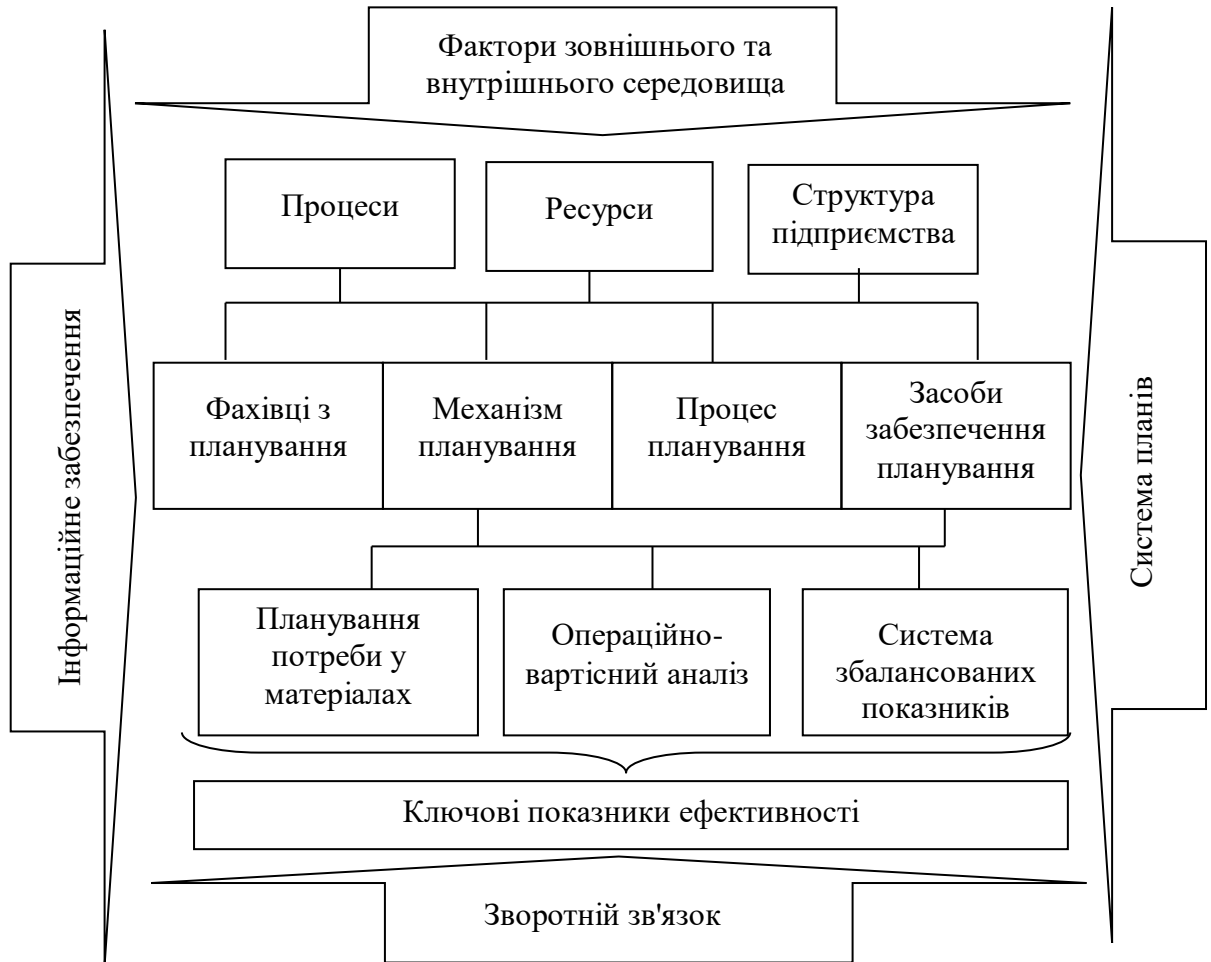 Фактори зовнішнього та
внутрішнього середовища
Процеси
Ресурси
Структура
підприємства
Інформаційне забезпечення
Система планів
Фахівці з
планування
Механізм
планування
Процес
планування
Засоби
забезпечення
планування
Планування
потреби у
матеріалах
Операційно-
вартісний аналіз
Система
збалансованих
показників
Ключові показники ефективності
Зворотній зв'язок